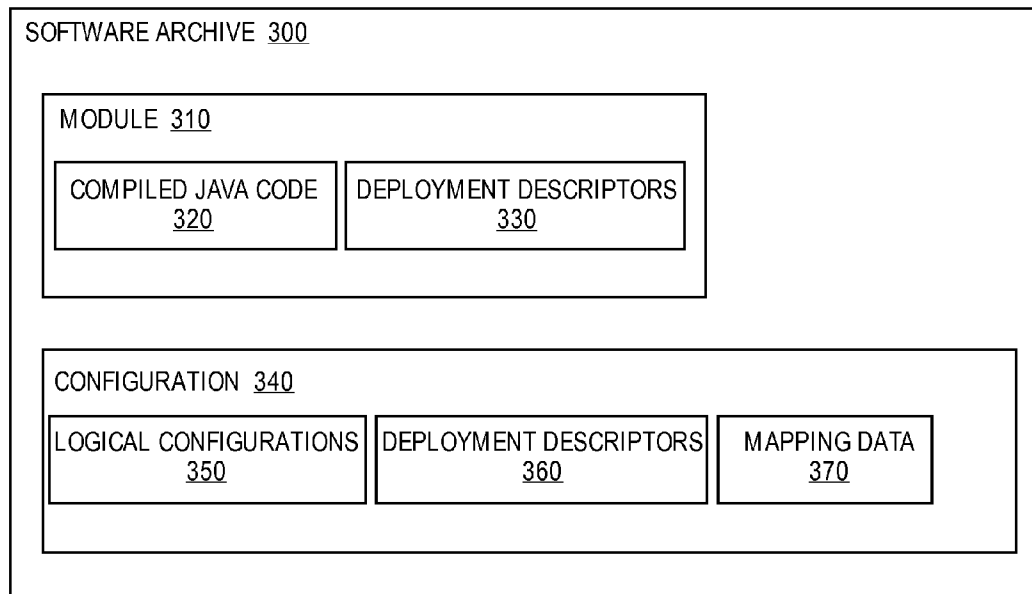 SOFTWARE ARCHIVE 300
MODULE 310
COMPILED JAVA CODE
320
DEPLOYMENT DESCRIPTORS
330
CONFIGURATION 340
LOGICAL CONFIGURATIONS
350
DEPLOYMENT DESCRIPTORS
360
MAPPING DATA
370